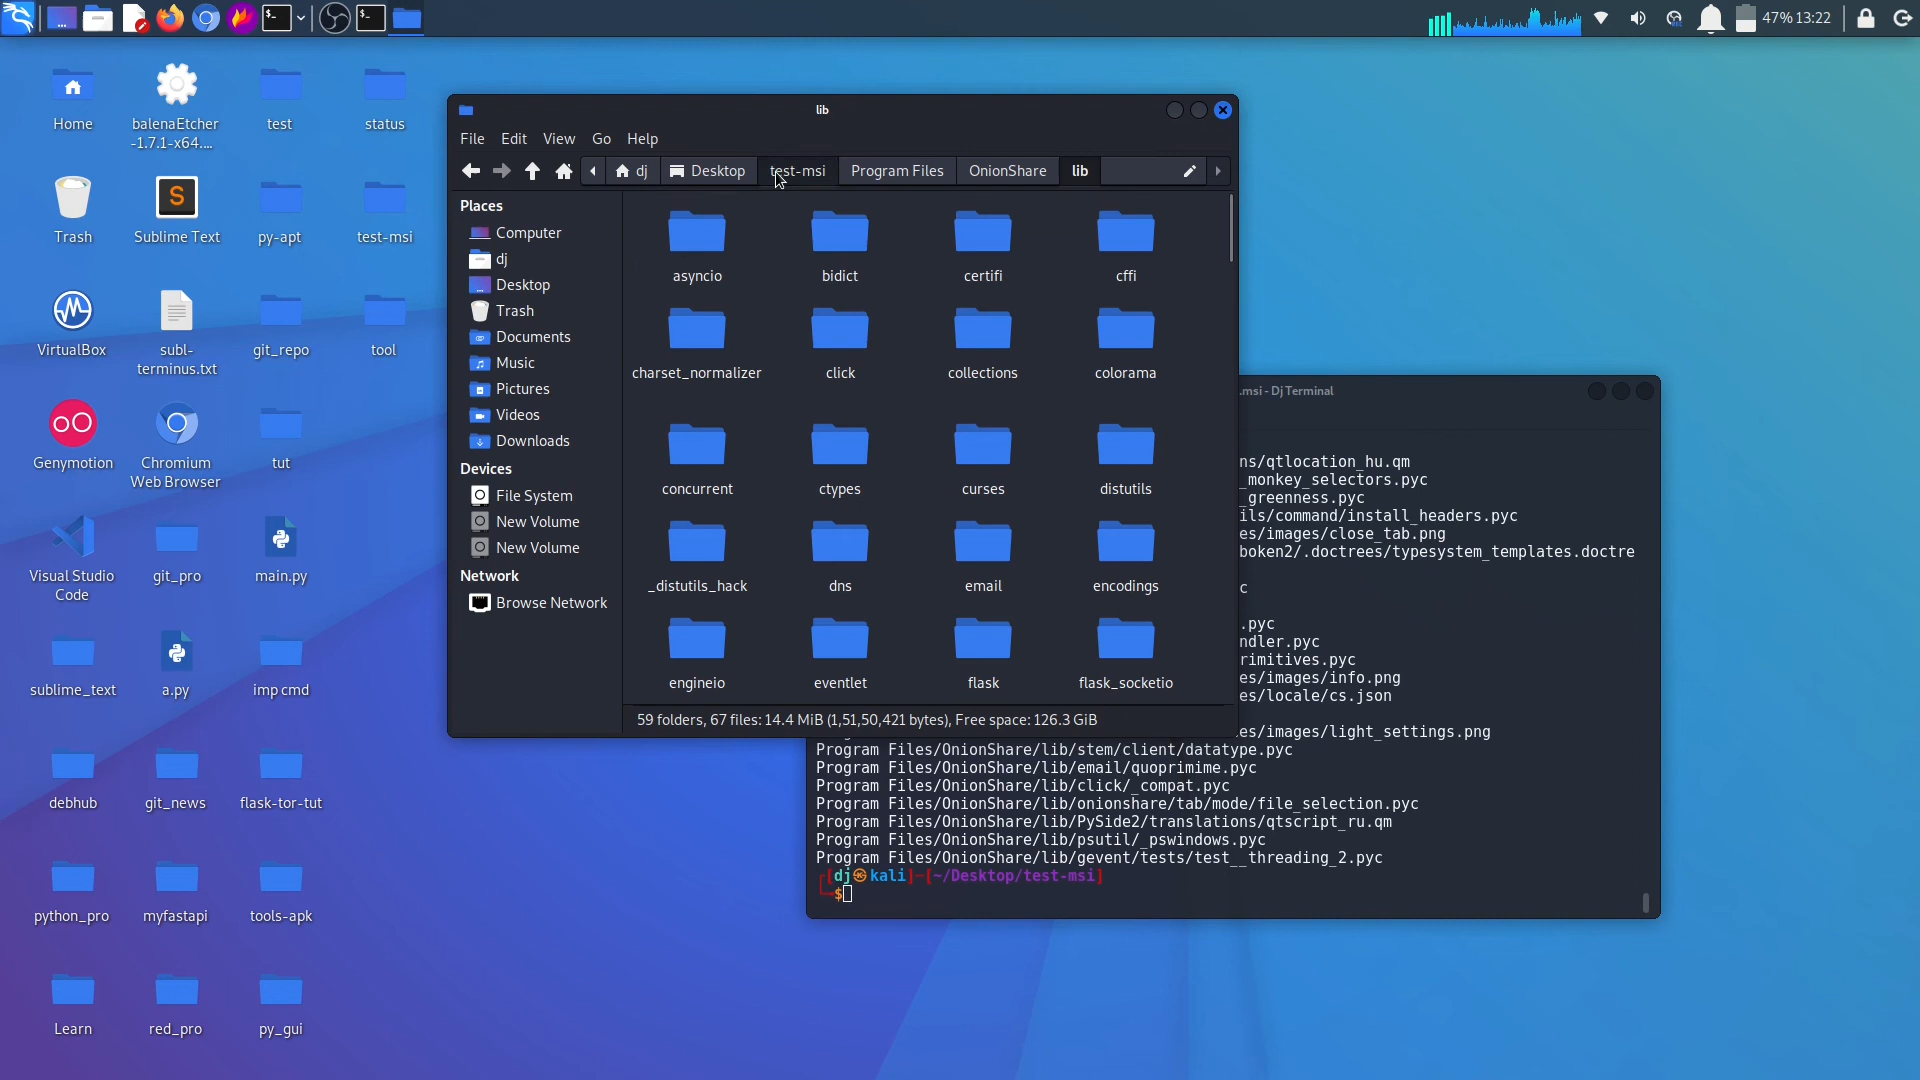 47% 13:22
Home
balenaEtcher
-1.7.1-x64....
test
status
Trash
Sublime Text
py-apt
test-msi
VirtualBox
subl-
terminus.txt
git_repo
tool
Genymotion
Chromium
Web Browser
tut
Visual Studio
Code
git_pro
main.py
sublime_text
a.py
imp cmd
debhub
git_news
flask-tor-tut
python_pro
myfastapi
tools-apk
Learn
red_pro
py_gui
lib
File Edit View Go Help
dj Desktop test-msi Program Files OnionShare lib
Places
Computer
dj
Desktop
Trash
Documents
Music
Pictures
Videos
Downloads
Devices
File System
New Volume
New Volume
Network
Browse Network
asyncio bidict certifi cffi
charset_normalizer click collections colorama
concurrent ctypes curses distutils
_distutils_hack dns email encodings
engineio eventlet flask flask_socketio
59 folders, 67 files: 14.4 MiB (1,51,50,421 bytes), Free space: 126.3 GiB
.msi - Dj Terminal
ns/qtlocation_hu.qm
_monkey_selectors.pyc
_greenness.pyc
ils/command/install_headers.pyc
es/images/close_tab.png
boken2/.doctrees/typesystem_templates.doctre
c
.pyc
ndler.pyc
rimitives.pyc
es/images/info.png
es/locale/cs.json
es/images/light_settings.png
Program Files/OnionShare/lib/stem/client/datatype.pyc
Program Files/OnionShare/lib/email/quoprimime.pyc
Program Files/OnionShare/lib/click/_compat.pyc
Program Files/OnionShare/lib/onionshare/tab/mode/file_selection.pyc
Program Files/OnionShare/lib/PySide2/translations/qtscript_ru.qm
Program Files/OnionShare/lib/psutil/_pswindows.pyc
Program Files/OnionShare/lib/gevent/tests/test__threading_2.pyc
┌[dj㉿kali]-[~/Desktop/test-msi]
└─$